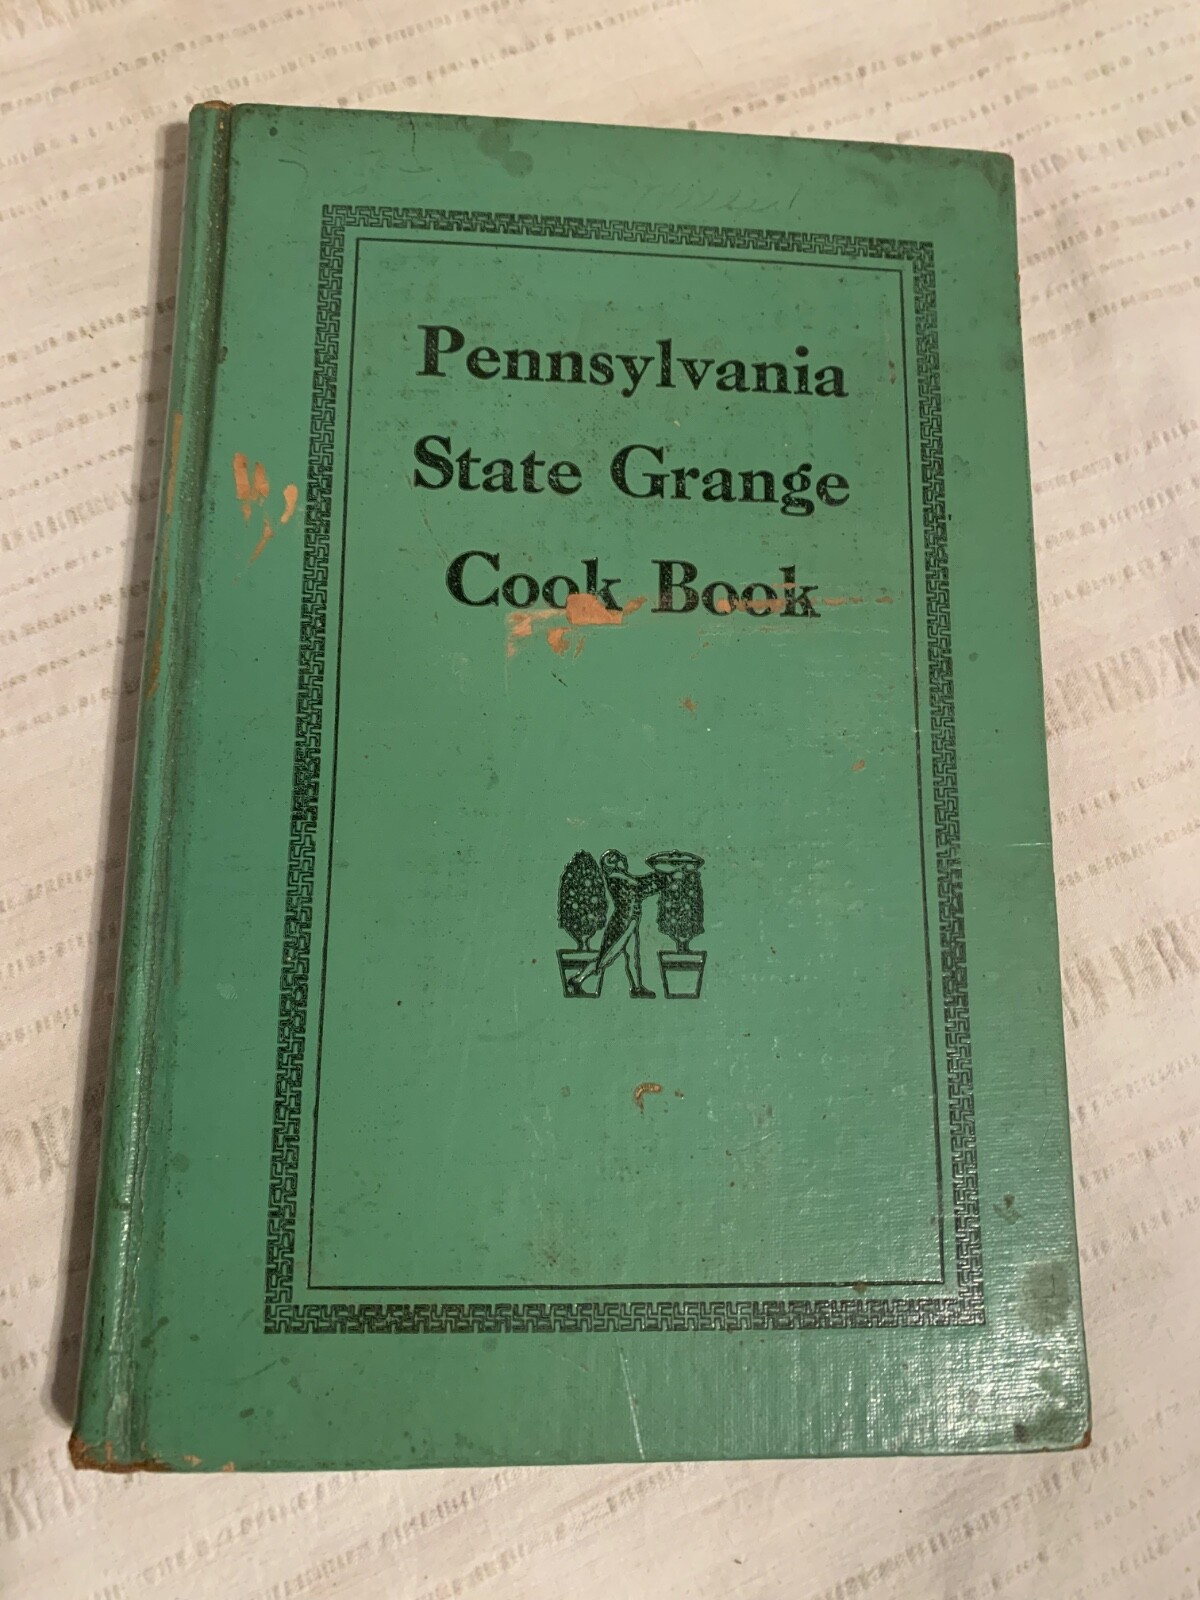 Pennsylvania
State Grange
Cook Book